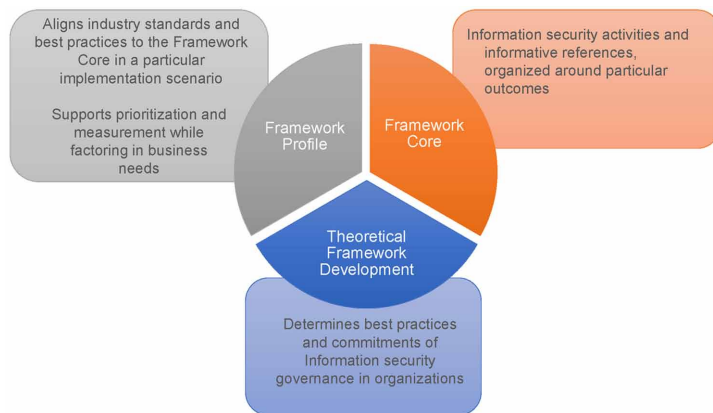 Aligns industry standards and
best practices to the Framework
Core in a particular
implementation scenario
Supports prioritization and
measurement while
factoring in business
needs
Framework
Profile
Framework
Core
Information security activities and
informative references,
organized around particular
outcomes
Theoretical
Framework
Development
Determines best practices
and commitments of
Information security
governance in organizations